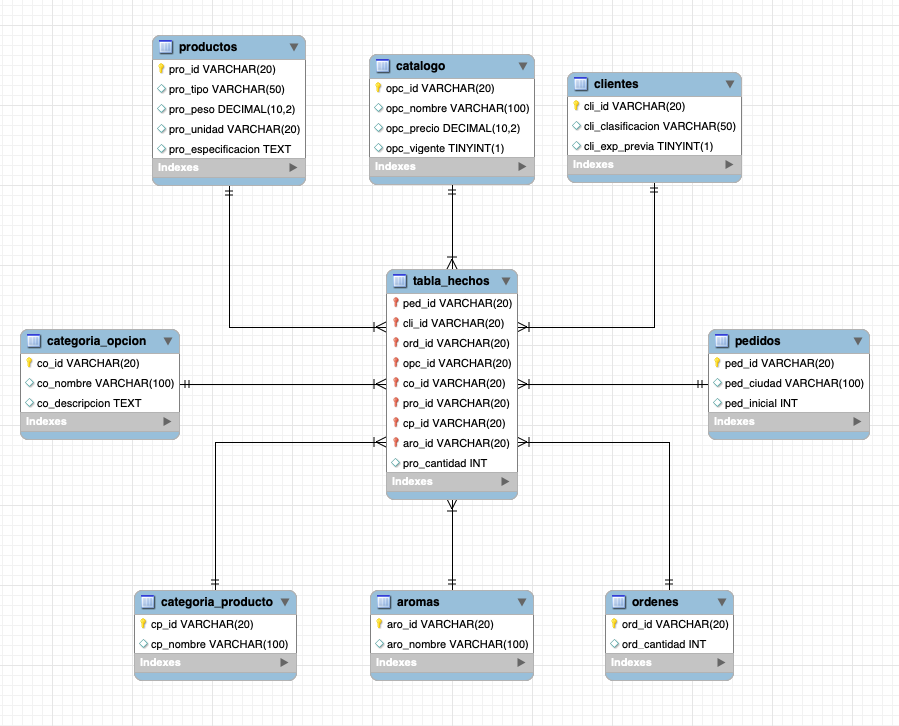 productos
pro_id VARCHAR(20)
pro_tipo VARCHAR(50)
pro_peso DECIMAL(10,2)
pro_unidad VARCHAR(20)
pro_especificacion TEXT
Indexes
catalogo
opc_id VARCHAR(20)
opc_nombre VARCHAR(100)
opc_precio DECIMAL(10,2)
opc_vigente TINYINT(1)
Indexes
clientes
cli_id VARCHAR(20)
cli_clasificacion VARCHAR(50)
cli_exp_previa TINYINT(1)
Indexes
categoria_opcion
co_id VARCHAR(20)
co_nombre VARCHAR(100)
co_descripcion TEXT
Indexes
tabla_hechos
ped_id VARCHAR(20)
cli_id VARCHAR(20)
ord_id VARCHAR(20)
opc_id VARCHAR(20)
co_id VARCHAR(20)
pro_id VARCHAR(20)
cp_id VARCHAR(20)
aro_id VARCHAR(20)
pro_cantidad INT
Indexes
pedidos
ped_id VARCHAR(20)
ped_ciudad VARCHAR(100)
ped_inicial INT
Indexes
categoria_producto
cp_id VARCHAR(20)
cp_nombre VARCHAR(100)
Indexes
aromas
aro_id VARCHAR(20)
aro_nombre VARCHAR(100)
Indexes
ordenes
ord_id VARCHAR(20)
ord_cantidad INT
Indexes